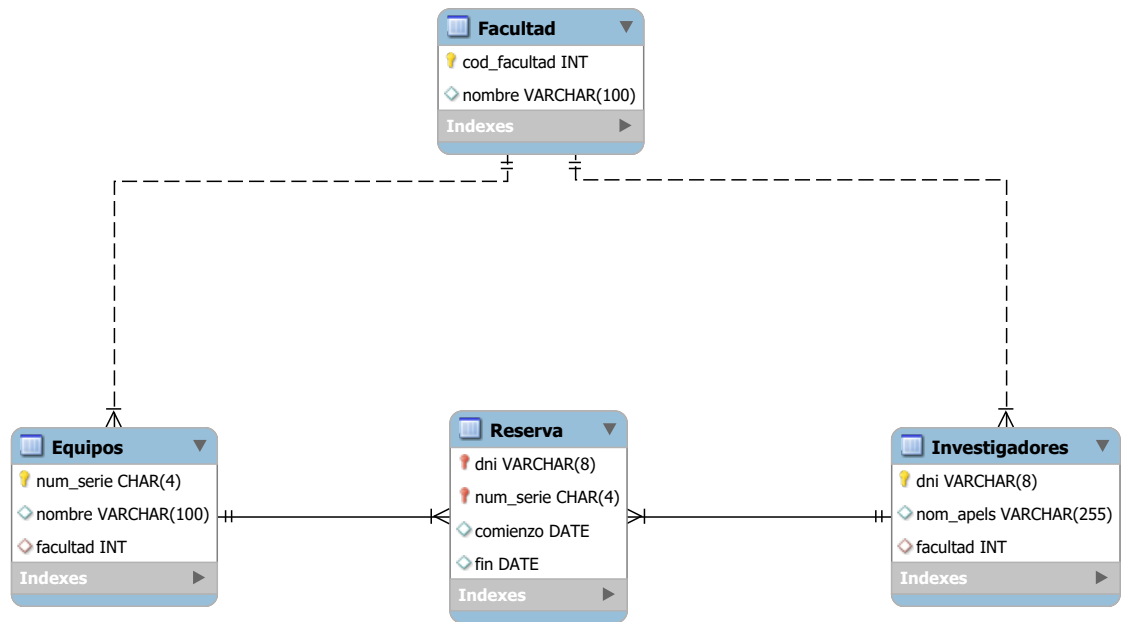 Facultad
cod_facultad INT
nombre VARCHAR(100)
Indexes
Equipos
num_serie CHAR(4)
nombre VARCHAR(100)
facultad INT
Indexes
Reserva
dni VARCHAR(8)
num_serie CHAR(4)
comienzo DATE
fin DATE
Indexes
Investigadores
dni VARCHAR(8)
nom_apels VARCHAR(255)
facultad INT
Indexes